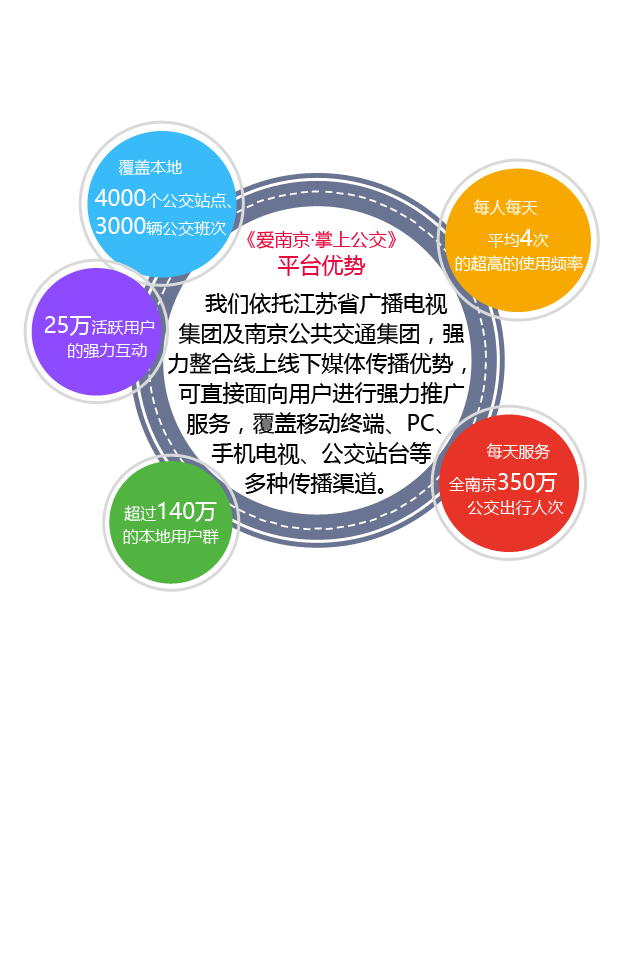 覆盖本地
4000个公交站点、
3000辆公交班次
每人每天
平均4次
的超高的使用频率
《爱南京·掌上公交》
平台优势
我们依托江苏省广播电视
集团及南京公共交通集团，强
力整合线上线下媒体传播优势，
可直接面向用户进行强力推广
服务，覆盖移动终端、PC、
手机电视、公交站台等
多种传播渠道。
25万活跃用户
的强力互动
每天服务
全南京350万
公交出行人次
超过140万
的本地用户群